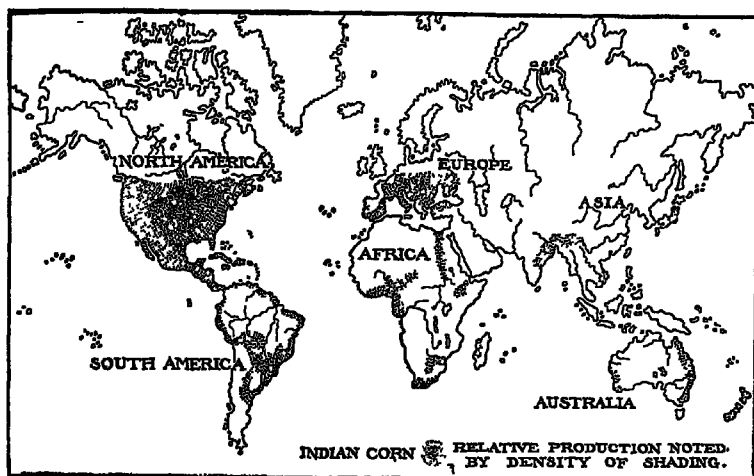 NORTH AMERICA
EUROPE
ASIA
AFRICA
SOUTH AMERICA
AUSTRALIA
INDIAN CORN RELATIVE PRODUCTION NOTED
BY DENSITY OF SHADING.